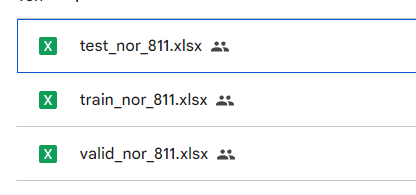 X test_nor_811.xlsx
X train_nor_811.xlsx
X valid_nor_811.xlsx